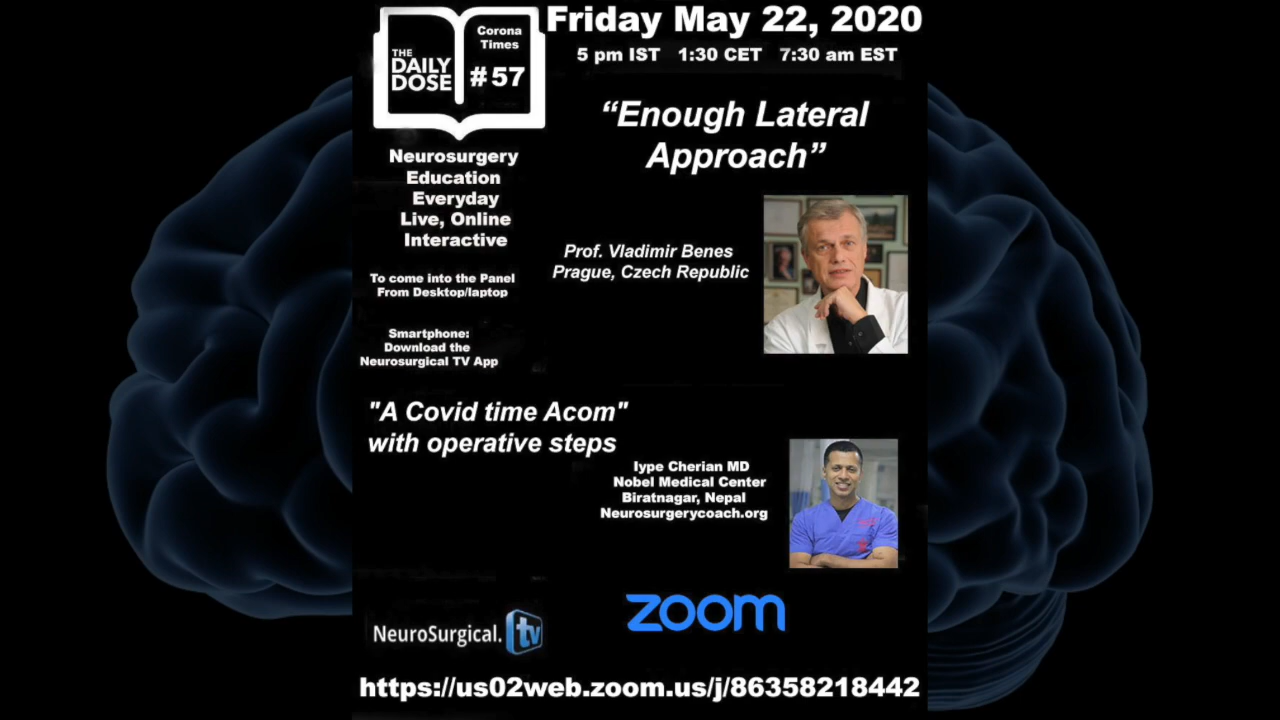 THE
DAILY
DOSE
Corona
Times
#57
Friday May 22, 2020
5 pm IST 1:30 CET 7:30 am EST
“Enough Lateral
Approach”
Neurosurgery
Education
Everyday
Live, Online
Interactive
Prof. Vladimir Benes
Prague, Czech Republic
To come into the Panel
From Desktop/laptop
Smartphone:
Download the
Neurosurgical TV App
"A Covid time Acom"
with operative steps
Iype Cherian MD
Nobel Medical Center
Biratnagar, Nepal
Neurosurgerycoach.org
NeuroSurgical. tv
zoom
https://us02web.zoom.us/j/86358218442